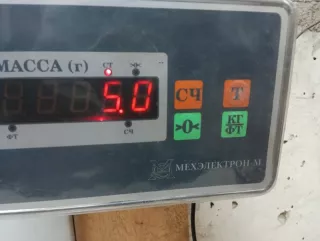 МАССА (г) СТ >0<
5.0
ФТ СЧ
СЧ Т
>0< КГ
ФТ
МЕХЭЛЕКТРОН-М